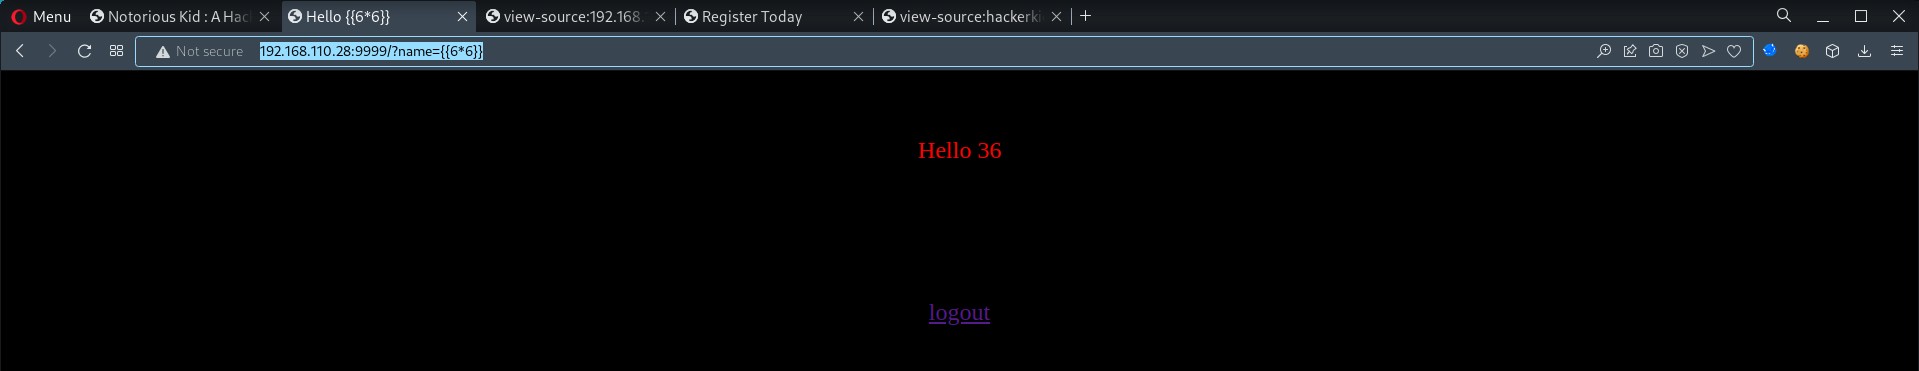 Menu
Notorious Kid : A Hac
Hello {{6*6}}
view-source:192.168.
Register Today
view-source:hackerki
Not secure
192.168.110.28:9999/?name={{6*6}}
Hello 36
logout